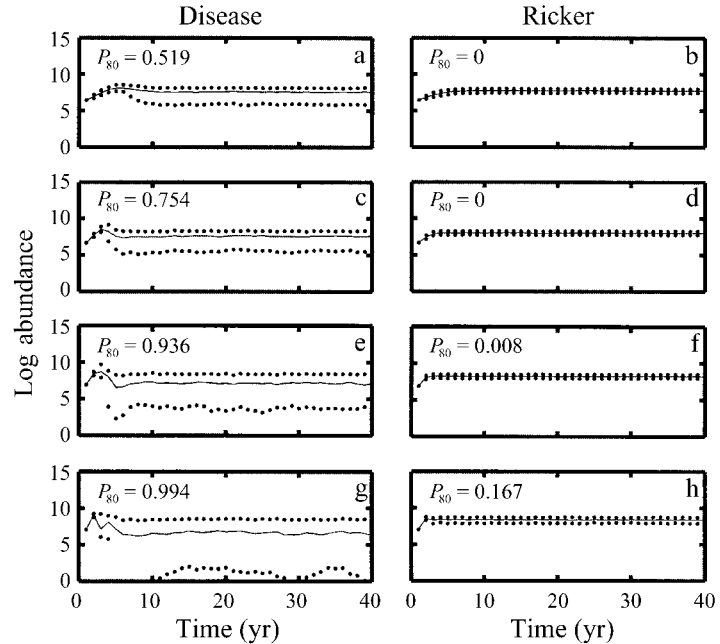 Disease Ricker
15 P80 = 0.519 a P80 = 0 b
10
5
0
15 P80 = 0.754 c P80 = 0 d
10
5
0
15 P80 = 0.936 e P80 = 0.008 f
10
5
0
15 P80 = 0.994 g P80 = 0.167 h
10
5
0
Log abundance
0 10 20 30 40 0 10 20 30 40
Time (yr) Time (yr)